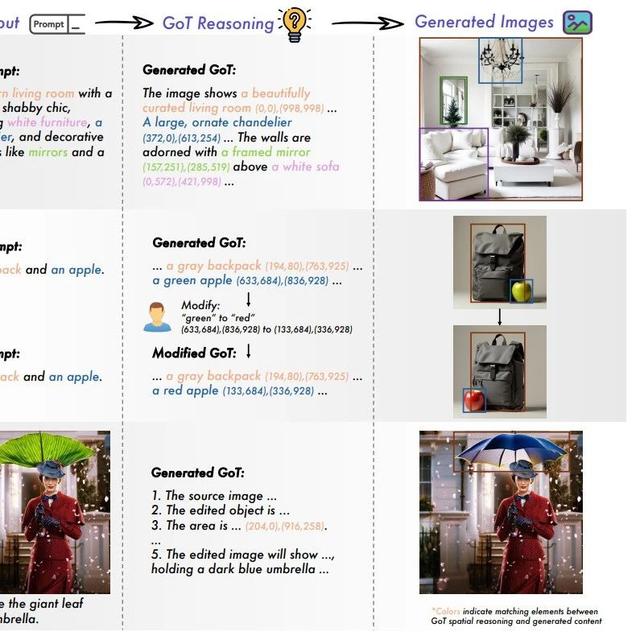 out
Prompt
GoT Reasoning
Generated Images
mpt:
rn living room with a
shabby chic,
g white furniture, a
er, and decorative
s like mirrors and a
Generated GoT:
The image shows a beautifully
curated living room (0,0),(998,998) ...
A large, ornate chandelier
(372,0),(613,254) ... The walls are
adorned with a framed mirror
(157,251),(285,519) above a white sofa
(0,572),(421,998) ...
mpt:
ack and an apple.
Generated GoT:
... a gray backpack (194,80),(763,925) ...
a green apple (633,684),(836,928) ...
Modify:
"green" to "red"
(633,684),(836,928) to (133,684),(336,928)
mpt:
ack and an apple.
Modified GoT:
... a gray backpack (194,80),(763,925) ...
a red apple (133,684),(336,928) ...
Generated GoT:
1. The source image ...
2. The edited object is ...
3. The area is ... (204,0),(916,258).
...
5. The edited image will show ...,
holding a dark blue umbrella ...
e the giant leaf
mbrella.
*Colors indicate matching elements between
GoT spatial reasoning and generated content